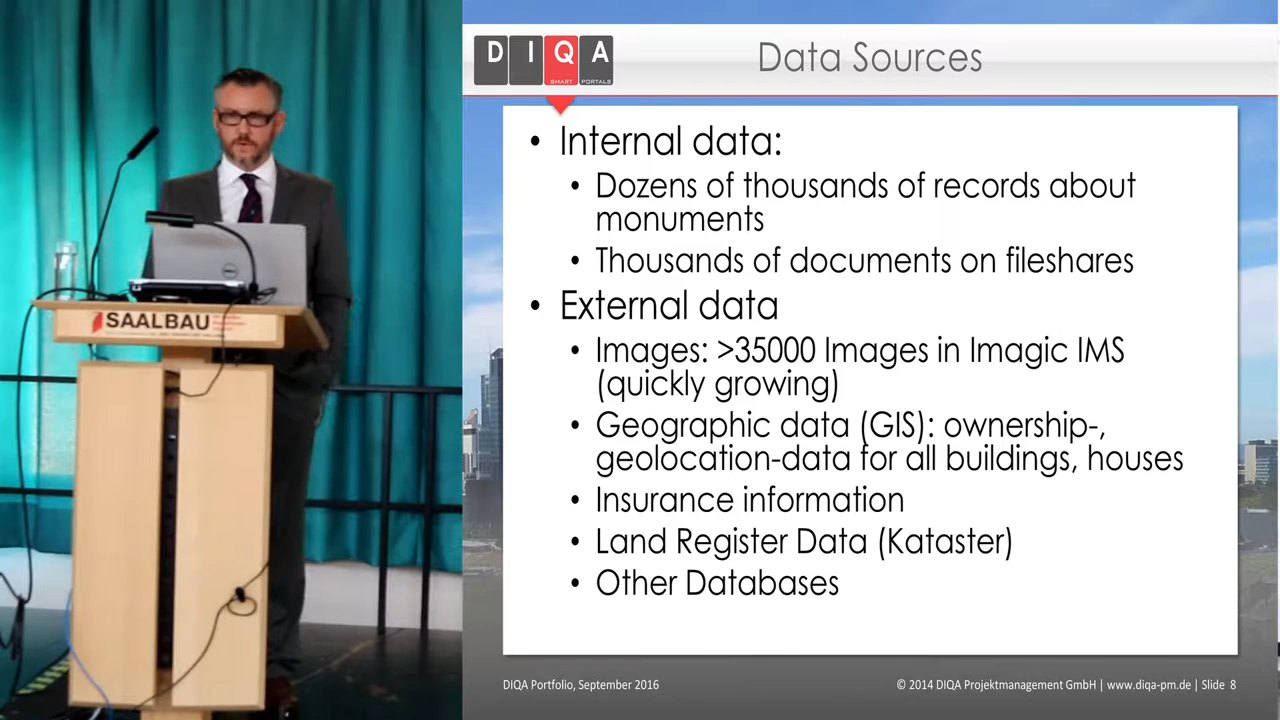 DIQA
SMART PORTALS
Data Sources
• Internal data:
• Dozens of thousands of records about
monuments
• Thousands of documents on fileshares
• External data
• Images: >35000 Images in Imagic IMS
(quickly growing)
• Geographic data (GIS): ownership-,
geolocation-data for all buildings, houses
• Insurance information
• Land Register Data (Kataster)
• Other Databases
DIQA Portfolio, September 2016
© 2014 DIQA Projektmanagement GmbH | www.diqa-pm.de | Slide 8
SAALBAU
DELL